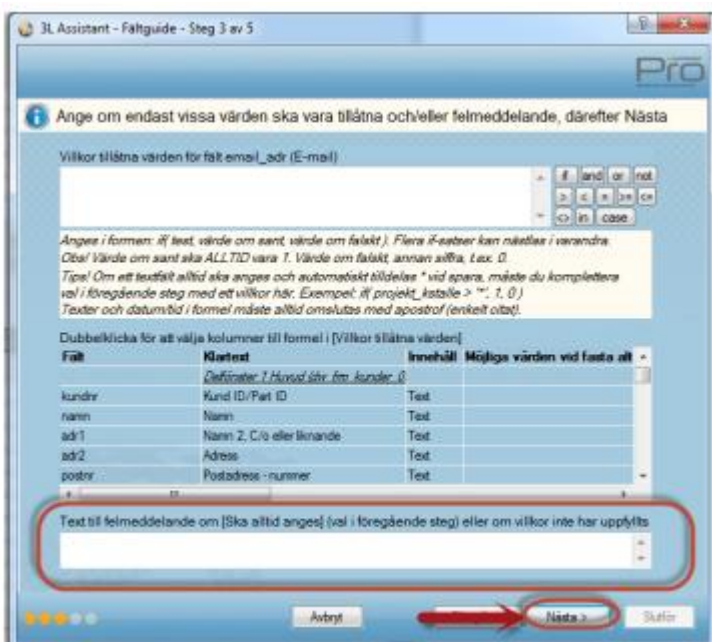 3L Assistant - Fältguide - Steg 3 av 5
Pro
Ange om endast vissa värden ska vara tillåtna och/eller felmeddelande, därefter Nästa
Villkor tillåtna värden för fält email_adr (E-mail)
if and or not
> < = >= <=
<> in case
Anges i formen: if( test, värde om sant, värde om falskt ). Flera if-satser kan nästlas i varandra.
Obs! Värde om sant ska ALLTID vara 1. Värde om falskt, annan siffra, t.ex. 0.
Tips! Om ett textfält alltid ska anges och automatiskt tilldelas * vid spara, måste du komplettera
val i föregående steg med ett villkor här. Exempel: if( projekt_kstalle > '*', 1, 0 )
Texter och datum/tid i formel måste alltid omslutas med apostrof (enkelt citat).
Dubbelklicka för att välja kolumner till formel i [Villkor tillåtna värden]
Fält Klartext Innehåll Möjliga värden vid fasta alt
Delfönster 1 Huvud
kundnr Kund ID/Part ID Text
namn Namn Text
adr1 Namn 2, C/o eller liknande Text
adr2 Adress Text
postnr Postadress - nummer Text
Text till felmeddelande om [Ska alltid anges] (val i föregående steg) eller om villkor inte har uppfyllts
Avbryt Nästa > Slutför